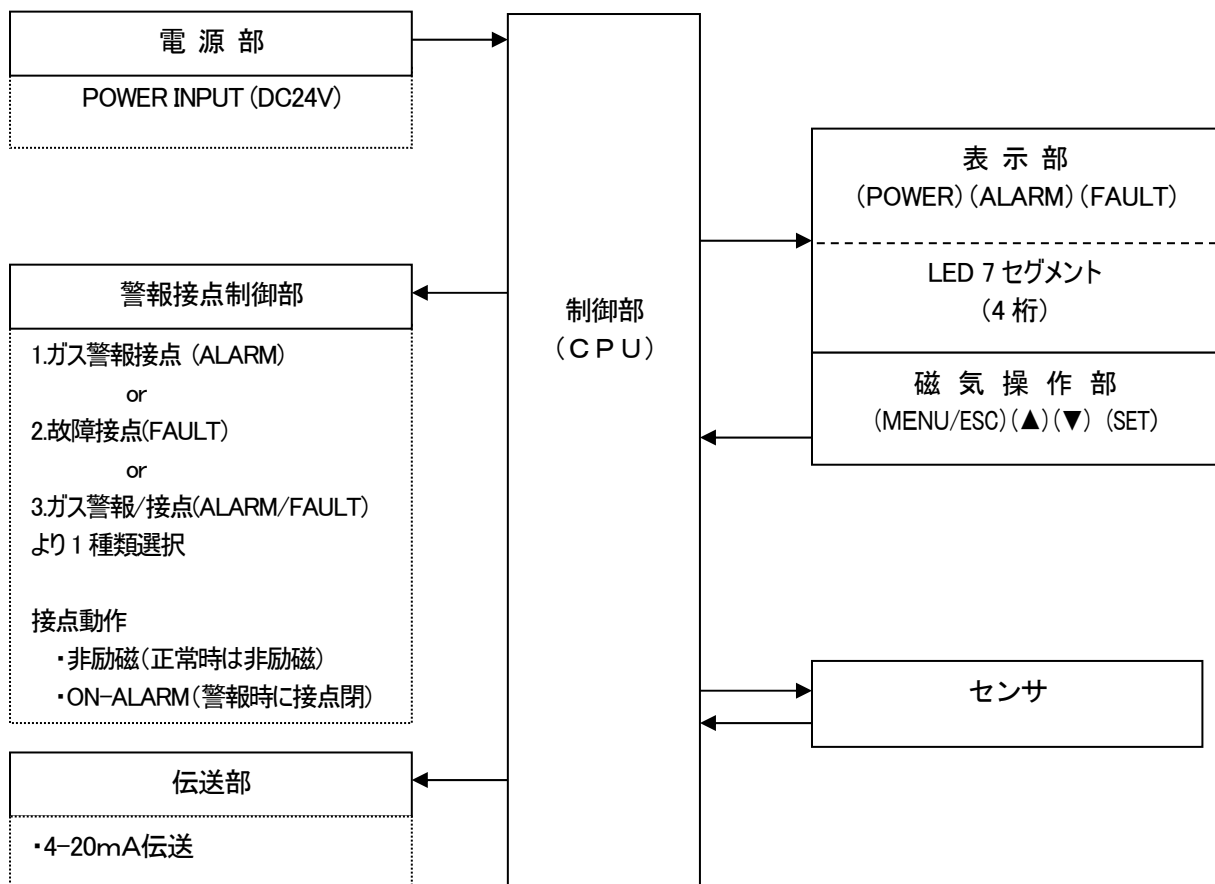 電 源 部
POWER INPUT (DC24V)
警報接点制御部
1.ガス警報接点 (ALARM)
or
2.故障接点(FAULT)
or
3.ガス警報/接点(ALARM/FAULT)
より 1 種類選択
接点動作
・非励磁(正常時は非励磁)
・ON-ALARM(警報時に接点閉)
伝送部
・4-20mA伝送
制御部
(CPU)
表 示 部
(POWER)(ALARM)(FAULT)
LED 7 セグメント
(4 桁)
磁 気 操 作 部
(MENU/ESC)(▲)(▼) (SET)
センサ